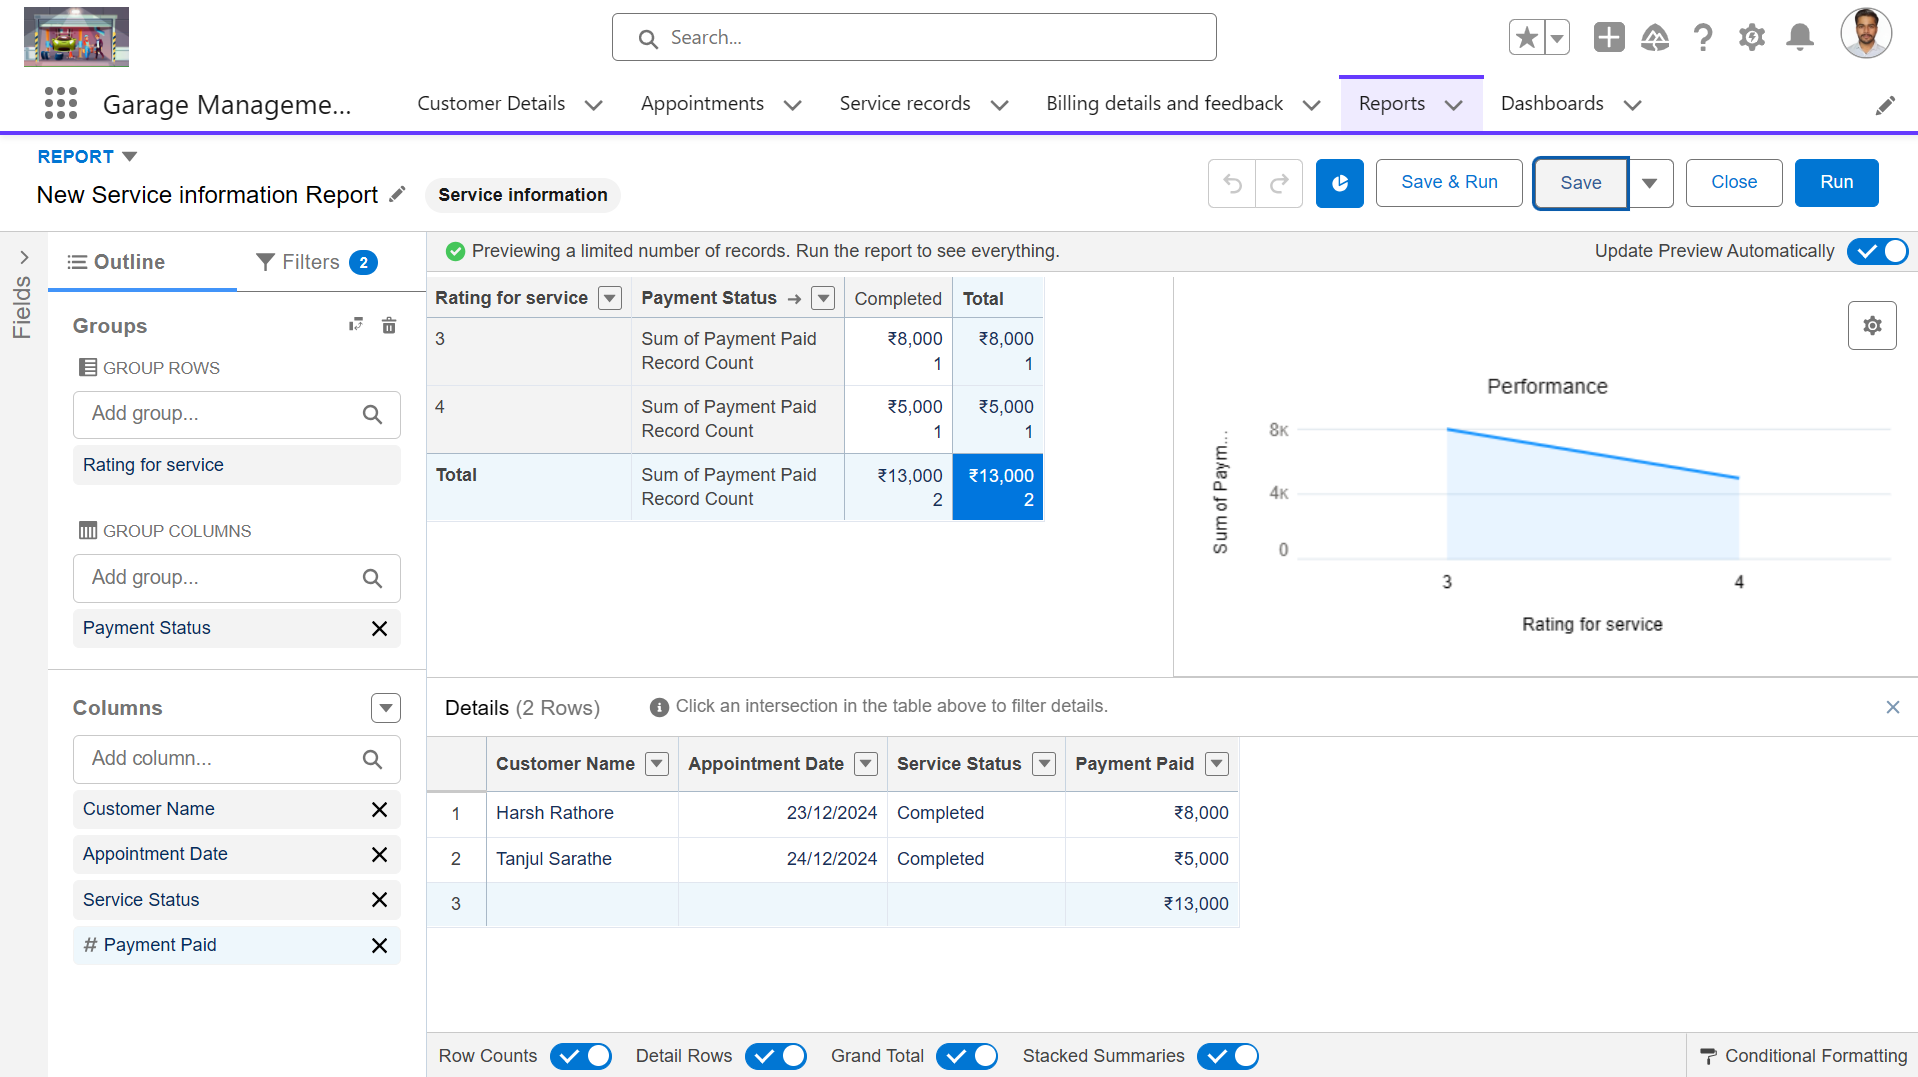 Search...
Garage Manageme...
Customer Details
Appointments
Service records
Billing details and feedback
Reports
Dashboards
REPORT
New Service information Report
Service information
Save & Run
Save
Close
Run
Fields
Outline
Filters 2
Previewing a limited number of records. Run the report to see everything.
Update Preview Automatically
Groups
GROUP ROWS
Add group...
Rating for service
GROUP COLUMNS
Add group...
Payment Status
Columns
Add column...
Customer Name
Appointment Date
Service Status
# Payment Paid
Rating for service Payment Status → Completed Total
3 Sum of Payment Paid ₹8,000 ₹8,000
Record Count 1 1
4 Sum of Payment Paid ₹5,000 ₹5,000
Record Count 1 1
Total Sum of Payment Paid ₹13,000 ₹13,000
Record Count 2 2
Performance
Sum of Paym...
8K
4K
0
3 4
Rating for service
Details (2 Rows)
Click an intersection in the table above to filter details.
Customer Name Appointment Date Service Status Payment Paid
1 Harsh Rathore 23/12/2024 Completed ₹8,000
2 Tanjul Sarathe 24/12/2024 Completed ₹5,000
3 ₹13,000
Row Counts
Detail Rows
Grand Total
Stacked Summaries
Conditional Formatting